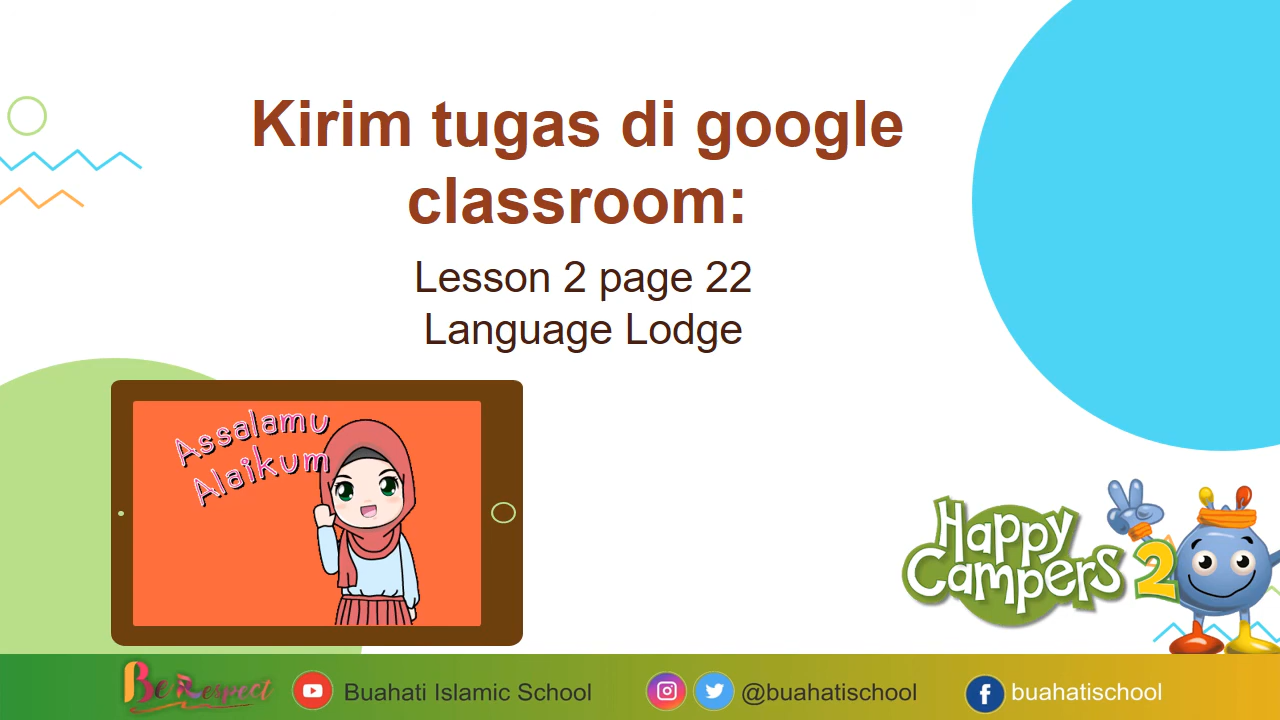 Kirim tugas di google
classroom:
Lesson 2 page 22
Language Lodge
Assalamu
Alaikum
Happy
Campers 2
Be Respect
Buahati Islamic School
@buahatischool
buahatischool